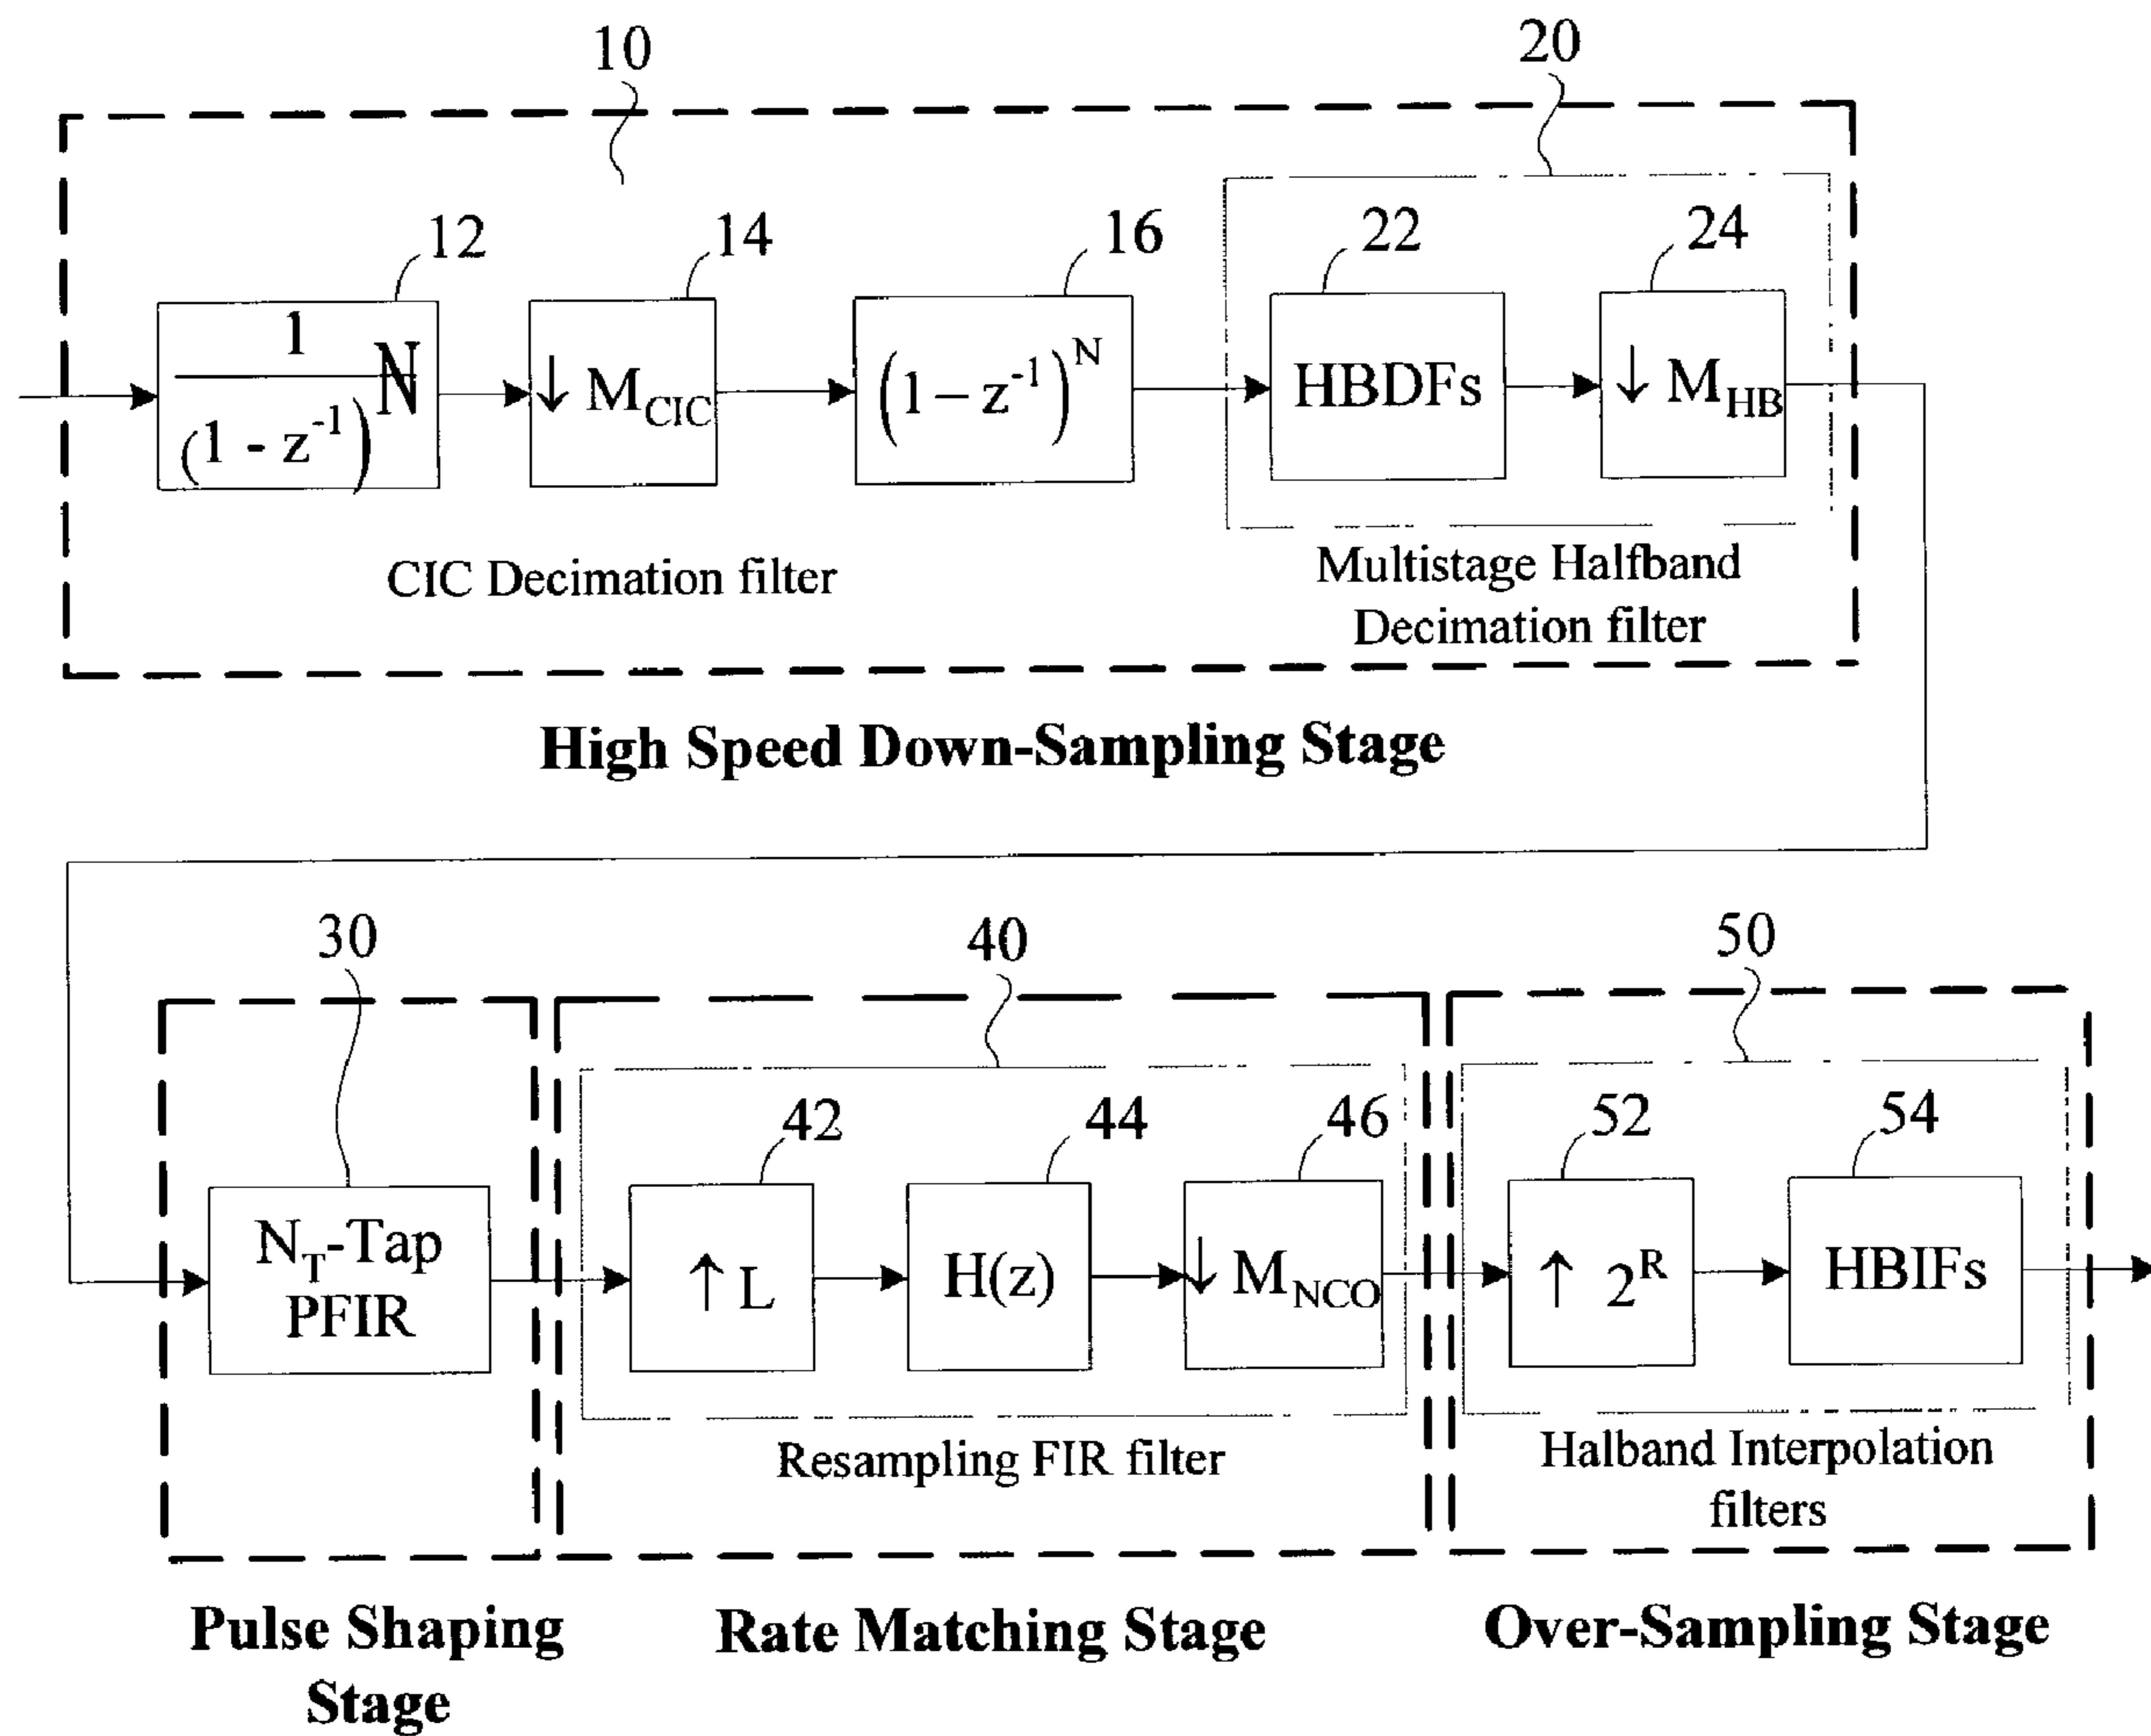 10
20
12
14
16
22
24
1
(1 - z⁻¹)
N
↓ M_CIC
(1 – z⁻¹)ᴺ
HBDFs
↓ M_HB
CIC Decimation filter
Multistage Halfband
Decimation filter
High Speed Down-Sampling Stage
30
40
50
42
44
46
52
54
N_T-Tap
PFIR
↑ L
H(z)
↓ M_NCO
↑ 2ᴿ
HBIFs
Resampling FIR filter
Halband Interpolation
filters
Pulse Shaping
Stage
Rate Matching Stage
Over-Sampling Stage